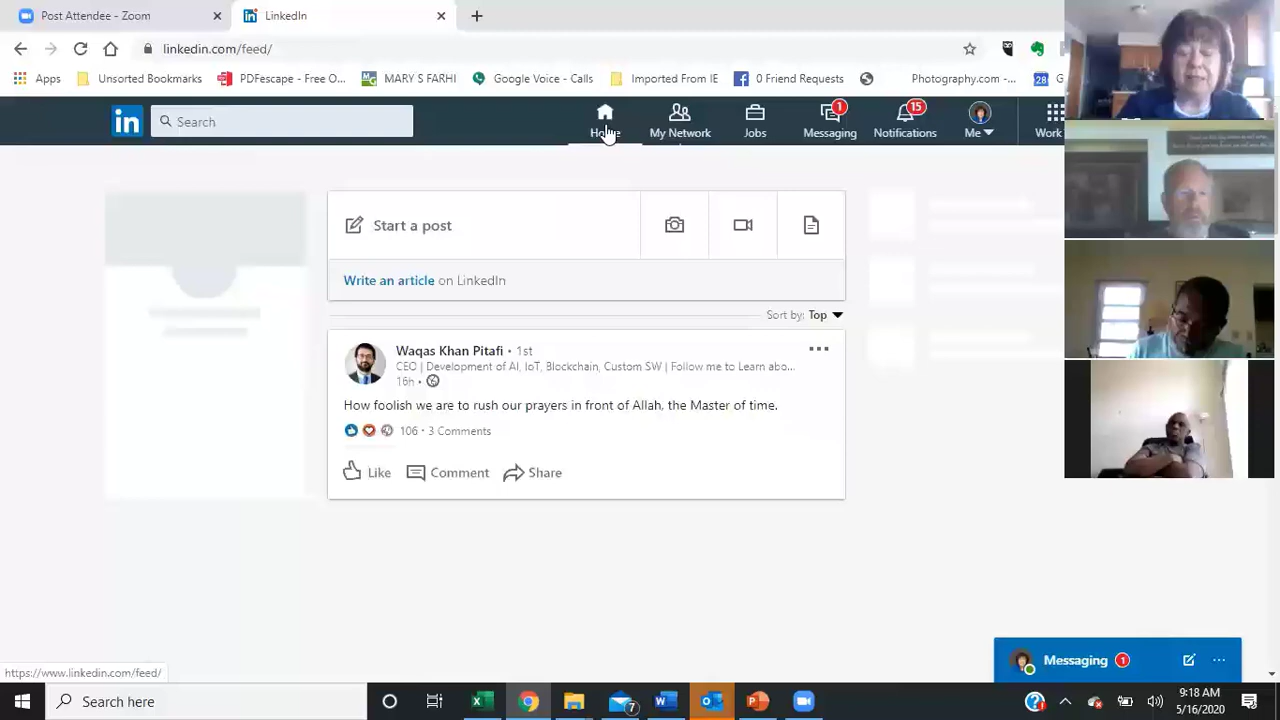 Post Attendee - Zoom
LinkedIn
linkedin.com/feed/
Apps
Unsorted Bookmarks
PDFescape - Free O...
MARY S FARHI
Google Voice - Calls
Imported From IE
0 Friend Requests
Photography.com -...
28
G
in
Search
Home
My Network
Jobs
1
Messaging
15
Notifications
Me
Work
Start a post
Write an article on LinkedIn
Sort by: Top
Waqas Khan Pitafi • 1st
CEO | Development of AI, IoT, Blockchain, Custom SW | Follow me to Learn abo...
16h •
How foolish we are to rush our prayers in front of Allah, the Master of time.
106 • 3 Comments
Like
Comment
Share
Messaging 1
https://www.linkedin.com/feed/
Search here
7
9:18 AM
5/16/2020